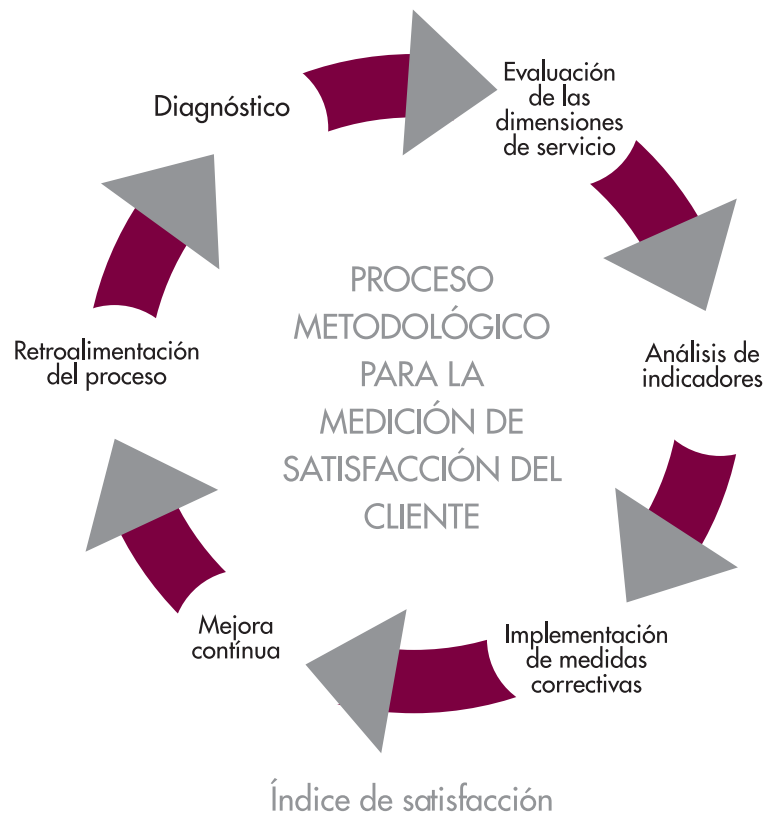 Diagnóstico
Evaluación
de las
dimensiones
de servicio
Análisis de
indicadores
Implementación
de medidas
correctivas
Mejora
contínua
Retroalimentación
del proceso
PROCESO
METODOLÓGICO
PARA LA
MEDICIÓN DE
SATISFACCIÓN DEL
CLIENTE
Índice de satisfacción